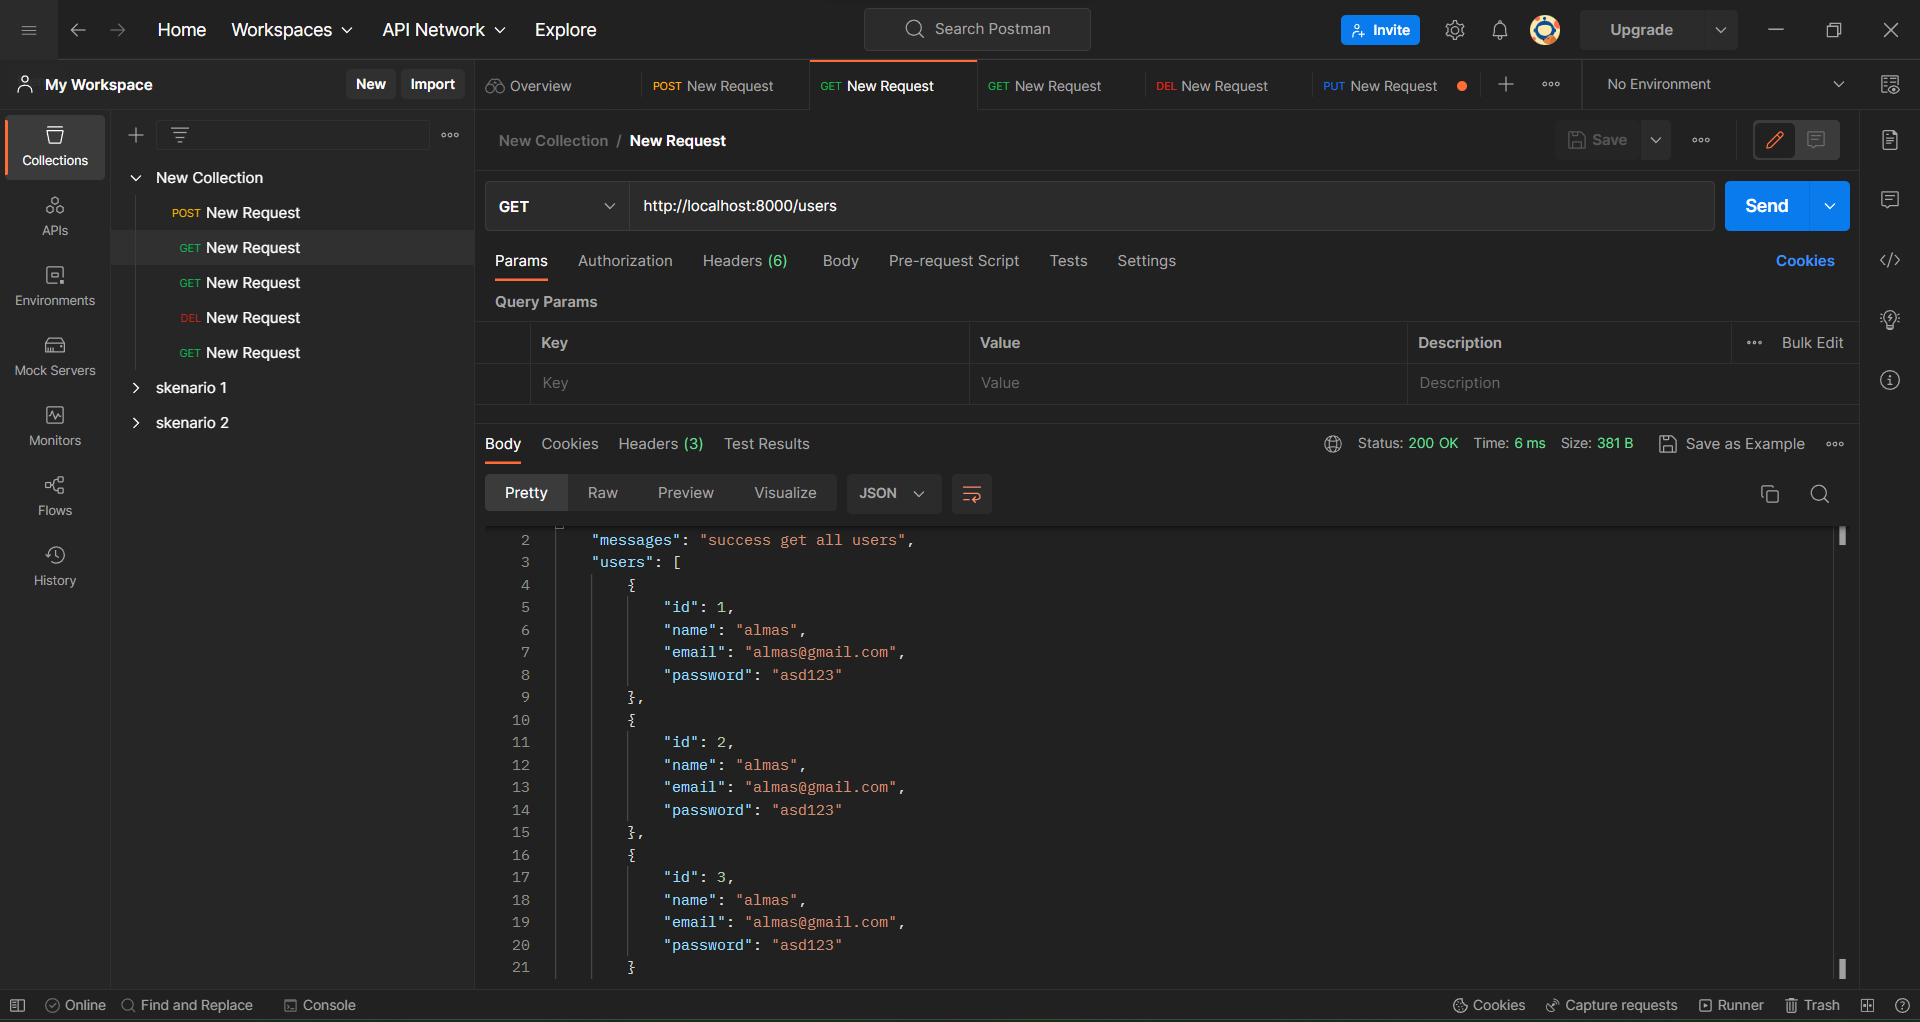 Home Workspaces API Network Explore Search Postman Invite Upgrade
My Workspace New Import
Overview POST New Request GET New Request GET New Request DEL New Request PUT New Request No Environment
Collections
APIs
Environments
Mock Servers
Monitors
Flows
History
New Collection
POST New Request
GET New Request
GET New Request
DEL New Request
GET New Request
skenario 1
skenario 2
New Collection / New Request Save
GET http://localhost:8000/users Send
Params Authorization Headers (6) Body Pre-request Script Tests Settings Cookies
Query Params
Key Value Description Bulk Edit
Key Value Description
Body Cookies Headers (3) Test Results Status: 200 OK Time: 6 ms Size: 381 B Save as Example
Pretty Raw Preview Visualize JSON
2 "messages": "success get all users",
3 "users": [
4 {
5 "id": 1,
6 "name": "almas",
7 "email": "almas@gmail.com",
8 "password": "asd123"
9 },
10 {
11 "id": 2,
12 "name": "almas",
13 "email": "almas@gmail.com",
14 "password": "asd123"
15 },
16 {
17 "id": 3,
18 "name": "almas",
19 "email": "almas@gmail.com",
20 "password": "asd123"
21 }
Online Find and Replace Console Cookies Capture requests Runner Trash